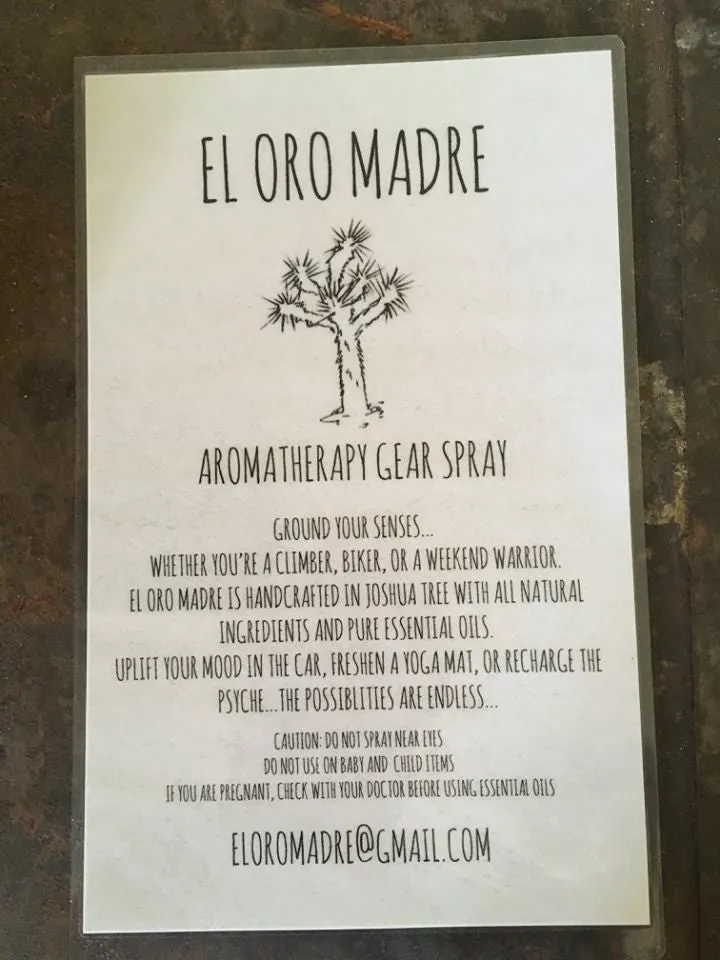 EL ORO MADRE
AROMATHERAPY GEAR SPRAY
GROUND YOUR SENSES...
WHETHER YOU'RE A CLIMBER, BIKER, OR A WEEKEND WARRIOR.
EL ORO MADRE IS HANDCRAFTED IN JOSHUA TREE WITH ALL NATURAL
INGREDIENTS AND PURE ESSENTIAL OILS.
UPLIFT YOUR MOOD IN THE CAR, FRESHEN A YOGA MAT, OR RECHARGE THE
PSYCHE...THE POSSIBLITIES ARE ENDLESS...
CAUTION: DO NOT SPRAY NEAR EYES
DO NOT USE ON BABY AND CHILD ITEMS
IF YOU ARE PREGNANT, CHECK WITH YOUR DOCTOR BEFORE USING ESSENTIAL OILS
ELOROMADRE@GMAIL.COM